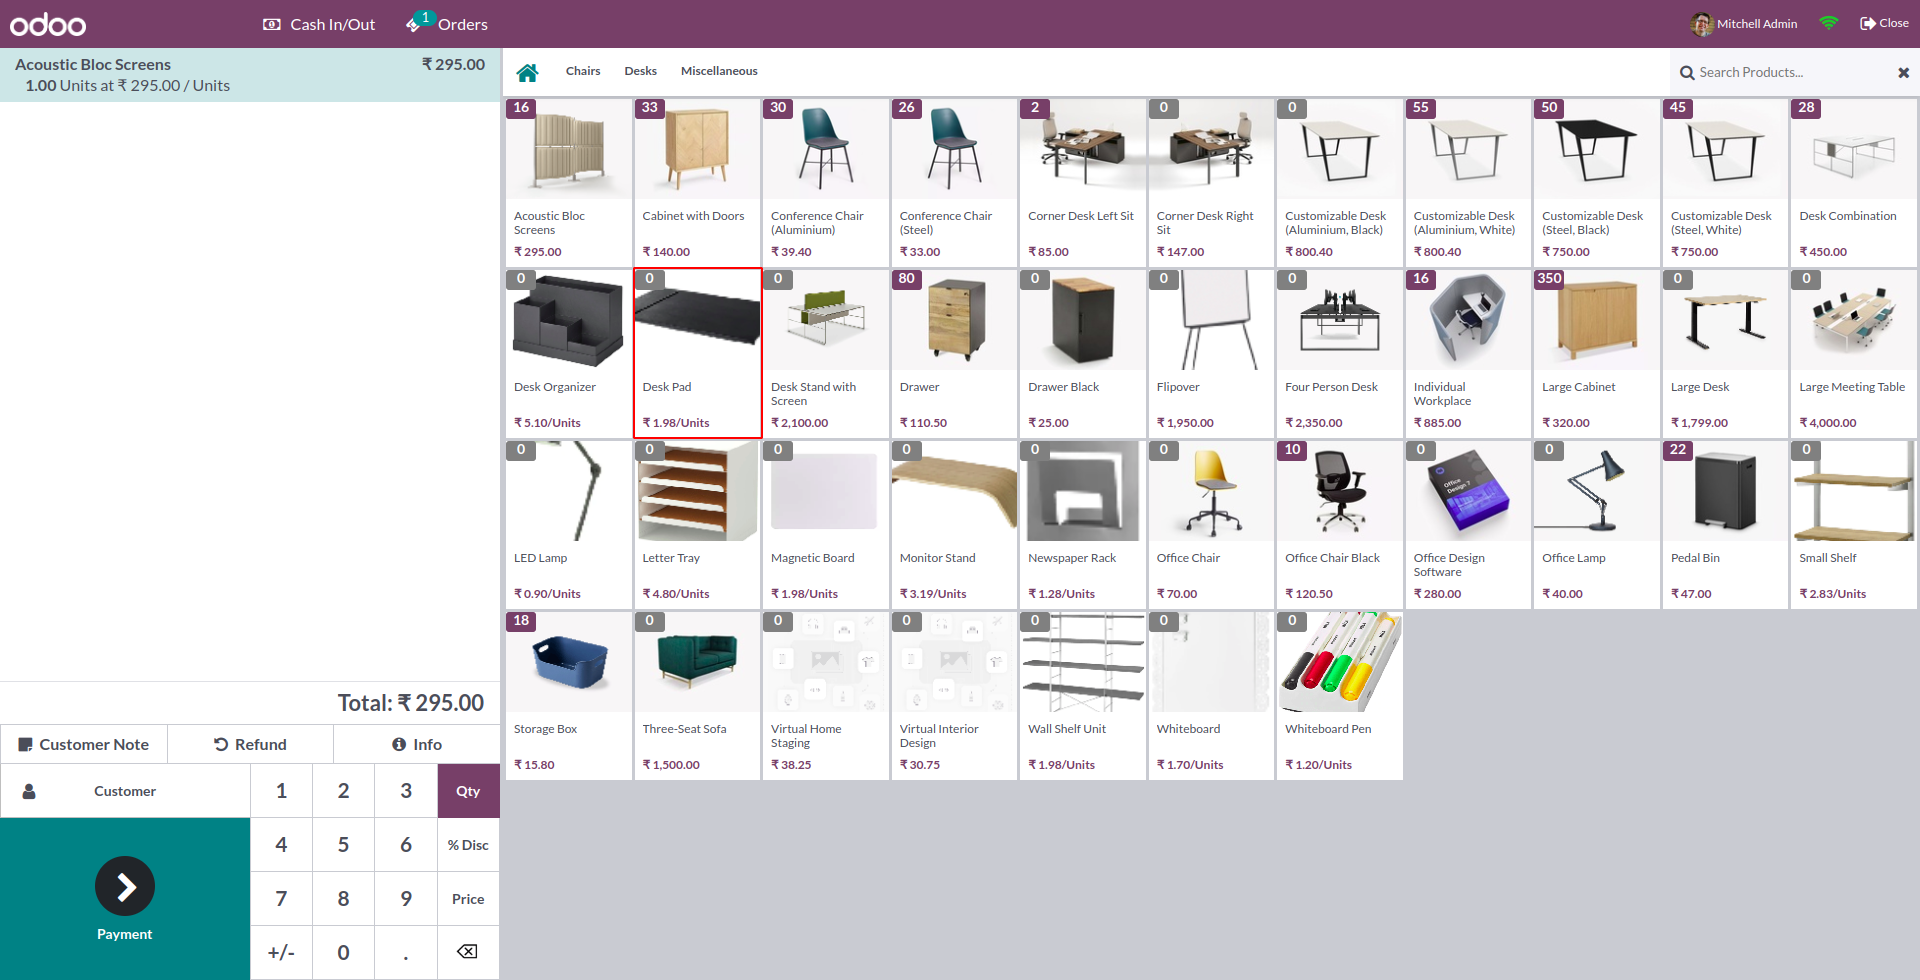 odoo
Cash In/Out
1
Orders
Mitchell Admin
Close
Acoustic Bloc Screens
₹ 295.00
1.00 Units at ₹ 295.00 / Units
Chairs
Desks
Miscellaneous
Search Products...
16
33
30
26
2
0
0
55
50
45
28
Acoustic Bloc
Screens
₹ 295.00
Cabinet with Doors
₹ 140.00
Conference Chair
(Aluminium)
₹ 39.40
Conference Chair
(Steel)
₹ 33.00
Corner Desk Left Sit
₹ 85.00
Corner Desk Right
Sit
₹ 147.00
Customizable Desk
(Aluminium, Black)
₹ 800.40
Customizable Desk
(Aluminium, White)
₹ 800.40
Customizable Desk
(Steel, Black)
₹ 750.00
Customizable Desk
(Steel, White)
₹ 750.00
Desk Combination
₹ 450.00
0
0
0
80
0
0
0
16
350
0
0
Desk Organizer
₹ 5.10/Units
Desk Pad
₹ 1.98/Units
Desk Stand with
Screen
₹ 2,100.00
Drawer
₹ 110.50
Drawer Black
₹ 25.00
Flipover
₹ 1,950.00
Four Person Desk
₹ 2,350.00
Individual
Workplace
₹ 885.00
Large Cabinet
₹ 320.00
Large Desk
₹ 1,799.00
Large Meeting Table
₹ 4,000.00
0
0
0
0
0
0
10
0
0
22
0
LED Lamp
₹ 0.90/Units
Letter Tray
₹ 4.80/Units
Magnetic Board
₹ 1.98/Units
Monitor Stand
₹ 3.19/Units
Newspaper Rack
₹ 1.28/Units
Office Chair
₹ 70.00
Office Chair Black
₹ 120.50
Office
Design 7
Office Design
Software
₹ 280.00
Office Lamp
₹ 40.00
Pedal Bin
₹ 47.00
Small Shelf
₹ 2.83/Units
18
0
0
0
0
0
0
Storage Box
₹ 15.80
Three-Seat Sofa
₹ 1,500.00
Virtual Home
Staging
₹ 38.25
Virtual Interior
Design
₹ 30.75
Wall Shelf Unit
₹ 1.98/Units
Whiteboard
₹ 1.70/Units
Whiteboard Pen
₹ 1.20/Units
Total: ₹ 295.00
Customer Note
Refund
Info
Customer
1
2
3
Qty
4
5
6
% Disc
7
8
9
Price
Payment
+/-
0
.